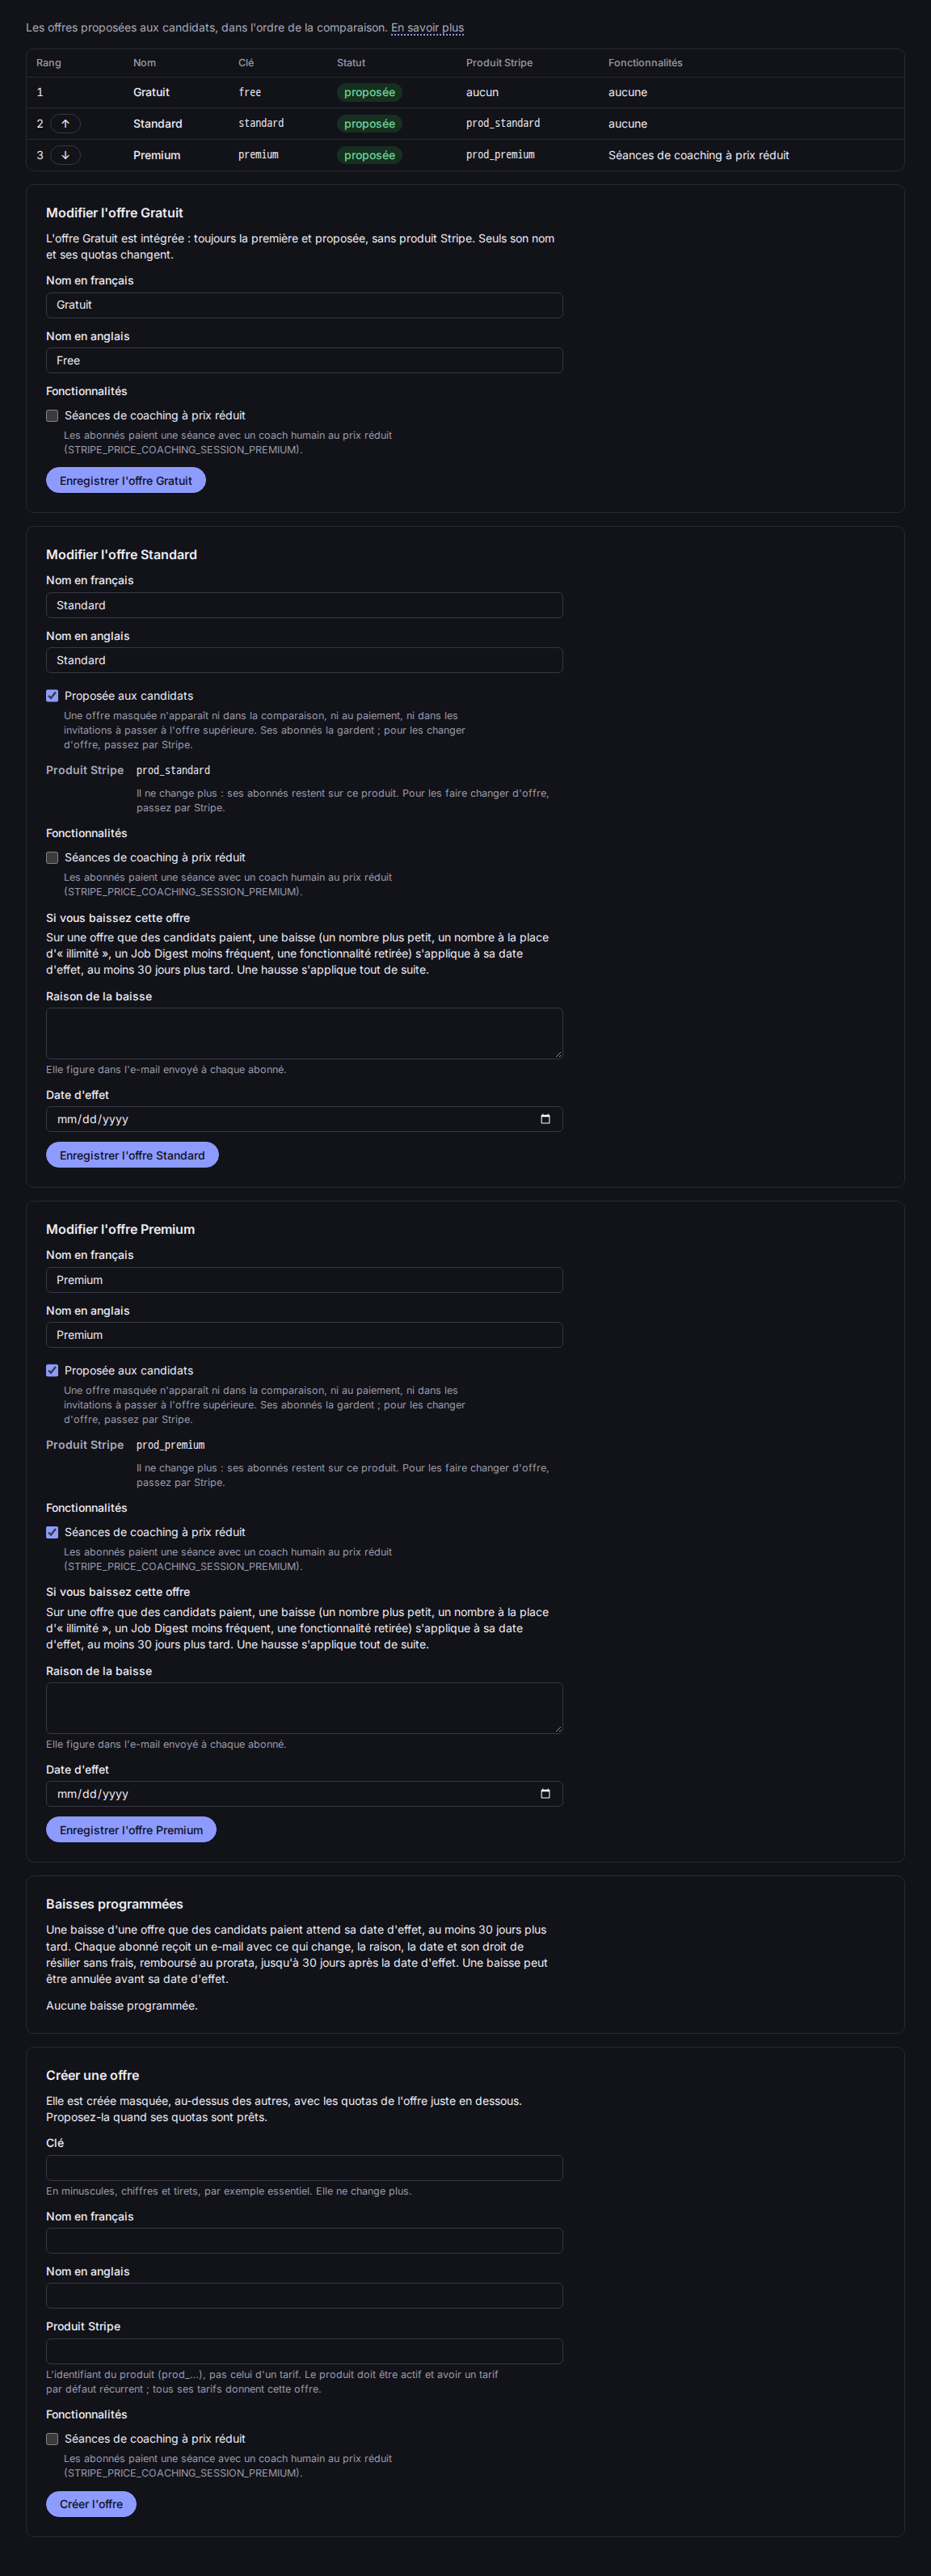 Les offres proposées aux candidats, dans l'ordre de la comparaison. En savoir plus
Rang Nom Clé Statut Produit Stripe Fonctionnalités
1 Gratuit free proposée aucun aucune
2 ↑ Standard standard proposée prod_standard aucune
3 ↓ Premium premium proposée prod_premium Séances de coaching à prix réduit
Modifier l'offre Gratuit
L'offre Gratuit est intégrée : toujours la première et proposée, sans produit Stripe. Seuls son nom
et ses quotas changent.
Nom en français
Gratuit
Nom en anglais
Free
Fonctionnalités
Séances de coaching à prix réduit
Les abonnés paient une séance avec un coach humain au prix réduit
(STRIPE_PRICE_COACHING_SESSION_PREMIUM).
Enregistrer l'offre Gratuit
Modifier l'offre Standard
Nom en français
Standard
Nom en anglais
Standard
Proposée aux candidats
Une offre masquée n'apparaît ni dans la comparaison, ni au paiement, ni dans les
invitations à passer à l'offre supérieure. Ses abonnés la gardent ; pour les changer
d'offre, passez par Stripe.
Produit Stripe prod_standard
Il ne change plus : ses abonnés restent sur ce produit. Pour les faire changer d'offre,
passez par Stripe.
Fonctionnalités
Séances de coaching à prix réduit
Les abonnés paient une séance avec un coach humain au prix réduit
(STRIPE_PRICE_COACHING_SESSION_PREMIUM).
Si vous baissez cette offre
Sur une offre que des candidats paient, une baisse (un nombre plus petit, un nombre à la place
d'« illimité », un Job Digest moins fréquent, une fonctionnalité retirée) s'applique à sa date
d'effet, au moins 30 jours plus tard. Une hausse s'applique tout de suite.
Raison de la baisse
Elle figure dans l'e-mail envoyé à chaque abonné.
Date d'effet
mm/dd/yyyy
Enregistrer l'offre Standard
Modifier l'offre Premium
Nom en français
Premium
Nom en anglais
Premium
Proposée aux candidats
Une offre masquée n'apparaît ni dans la comparaison, ni au paiement, ni dans les
invitations à passer à l'offre supérieure. Ses abonnés la gardent ; pour les changer
d'offre, passez par Stripe.
Produit Stripe prod_premium
Il ne change plus : ses abonnés restent sur ce produit. Pour les faire changer d'offre,
passez par Stripe.
Fonctionnalités
Séances de coaching à prix réduit
Les abonnés paient une séance avec un coach humain au prix réduit
(STRIPE_PRICE_COACHING_SESSION_PREMIUM).
Si vous baissez cette offre
Sur une offre que des candidats paient, une baisse (un nombre plus petit, un nombre à la place
d'« illimité », un Job Digest moins fréquent, une fonctionnalité retirée) s'applique à sa date
d'effet, au moins 30 jours plus tard. Une hausse s'applique tout de suite.
Raison de la baisse
Elle figure dans l'e-mail envoyé à chaque abonné.
Date d'effet
mm/dd/yyyy
Enregistrer l'offre Premium
Baisses programmées
Une baisse d'une offre que des candidats paient attend sa date d'effet, au moins 30 jours plus
tard. Chaque abonné reçoit un e-mail avec ce qui change, la raison, la date et son droit de
résilier sans frais, remboursé au prorata, jusqu'à 30 jours après la date d'effet. Une baisse peut
être annulée avant sa date d'effet.
Aucune baisse programmée.
Créer une offre
Elle est créée masquée, au-dessus des autres, avec les quotas de l'offre juste en dessous.
Proposez-la quand ses quotas sont prêts.
Clé
En minuscules, chiffres et tirets, par exemple essentiel. Elle ne change plus.
Nom en français
Nom en anglais
Produit Stripe
L'identifiant du produit (prod_…), pas celui d'un tarif. Le produit doit être actif et avoir un tarif
par défaut récurrent ; tous ses tarifs donnent cette offre.
Fonctionnalités
Séances de coaching à prix réduit
Les abonnés paient une séance avec un coach humain au prix réduit
(STRIPE_PRICE_COACHING_SESSION_PREMIUM).
Créer l'offre